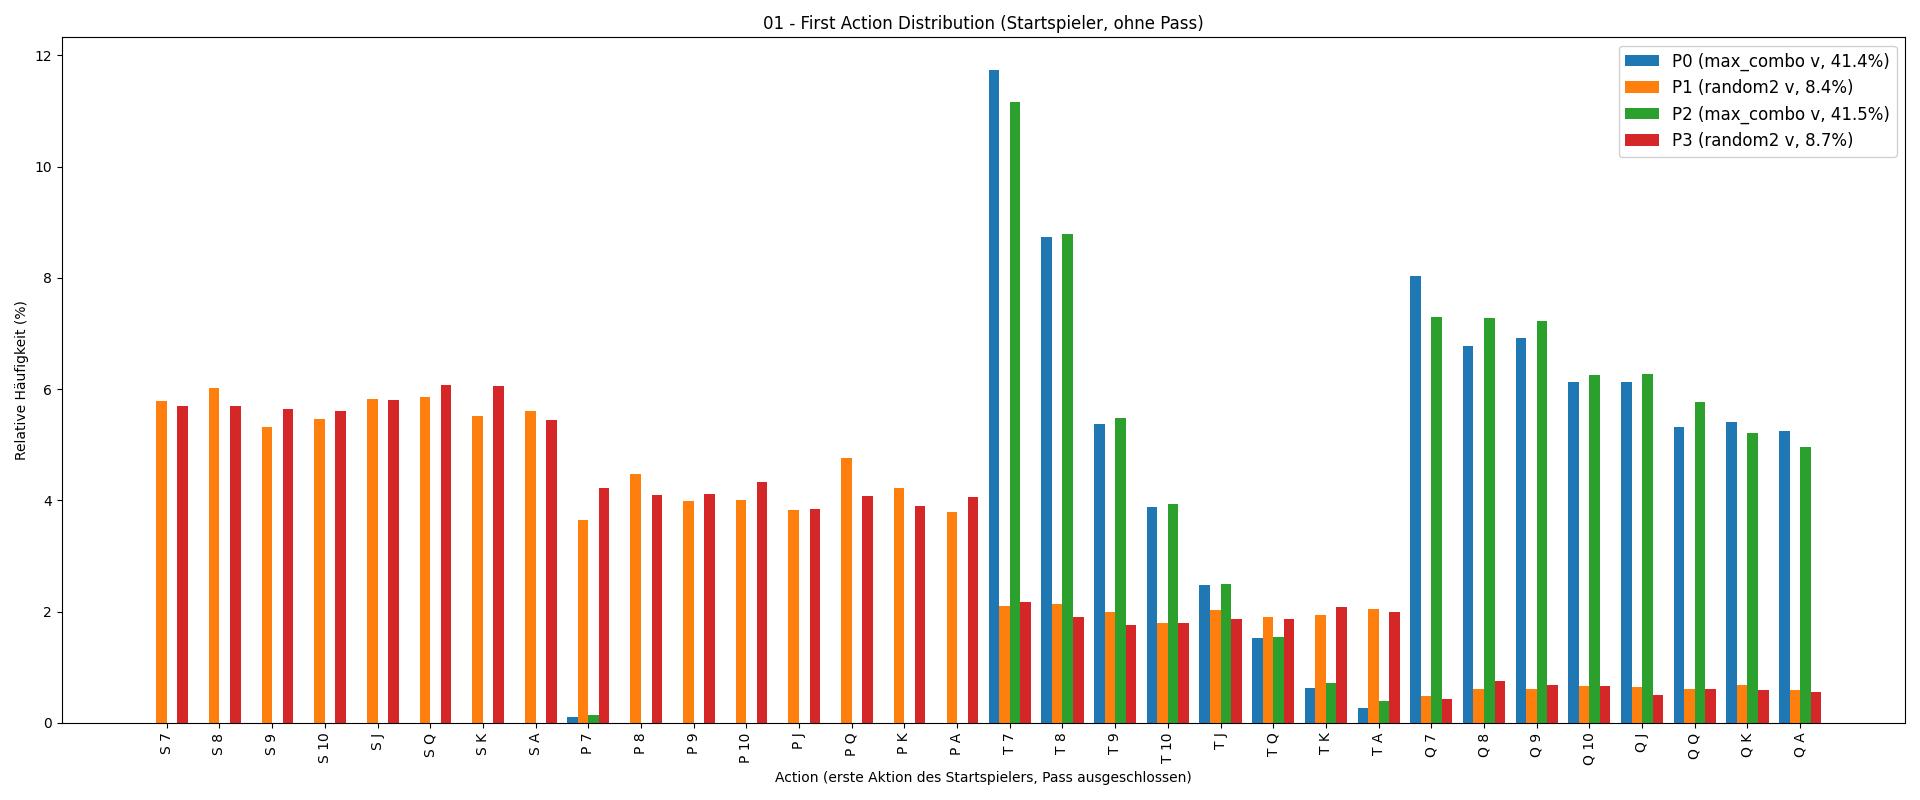 01 - First Action Distribution (Startspieler, ohne Pass)
P0 (max_combo v, 41.4%)
P1 (random2 v, 8.4%)
P2 (max_combo v, 41.5%)
P3 (random2 v, 8.7%)
Relative Häufigkeit (%)
12
10
8
6
4
2
0
S 7
S 8
S 9
S 10
S J
S Q
S K
S A
P 7
P 8
P 9
P 10
P J
P Q
P K
P A
T 7
T 8
T 9
T 10
T J
T Q
T K
T A
Q 7
Q 8
Q 9
Q 10
Q J
Q Q
Q K
Q A
Action (erste Aktion des Startspielers, Pass ausgeschlossen)